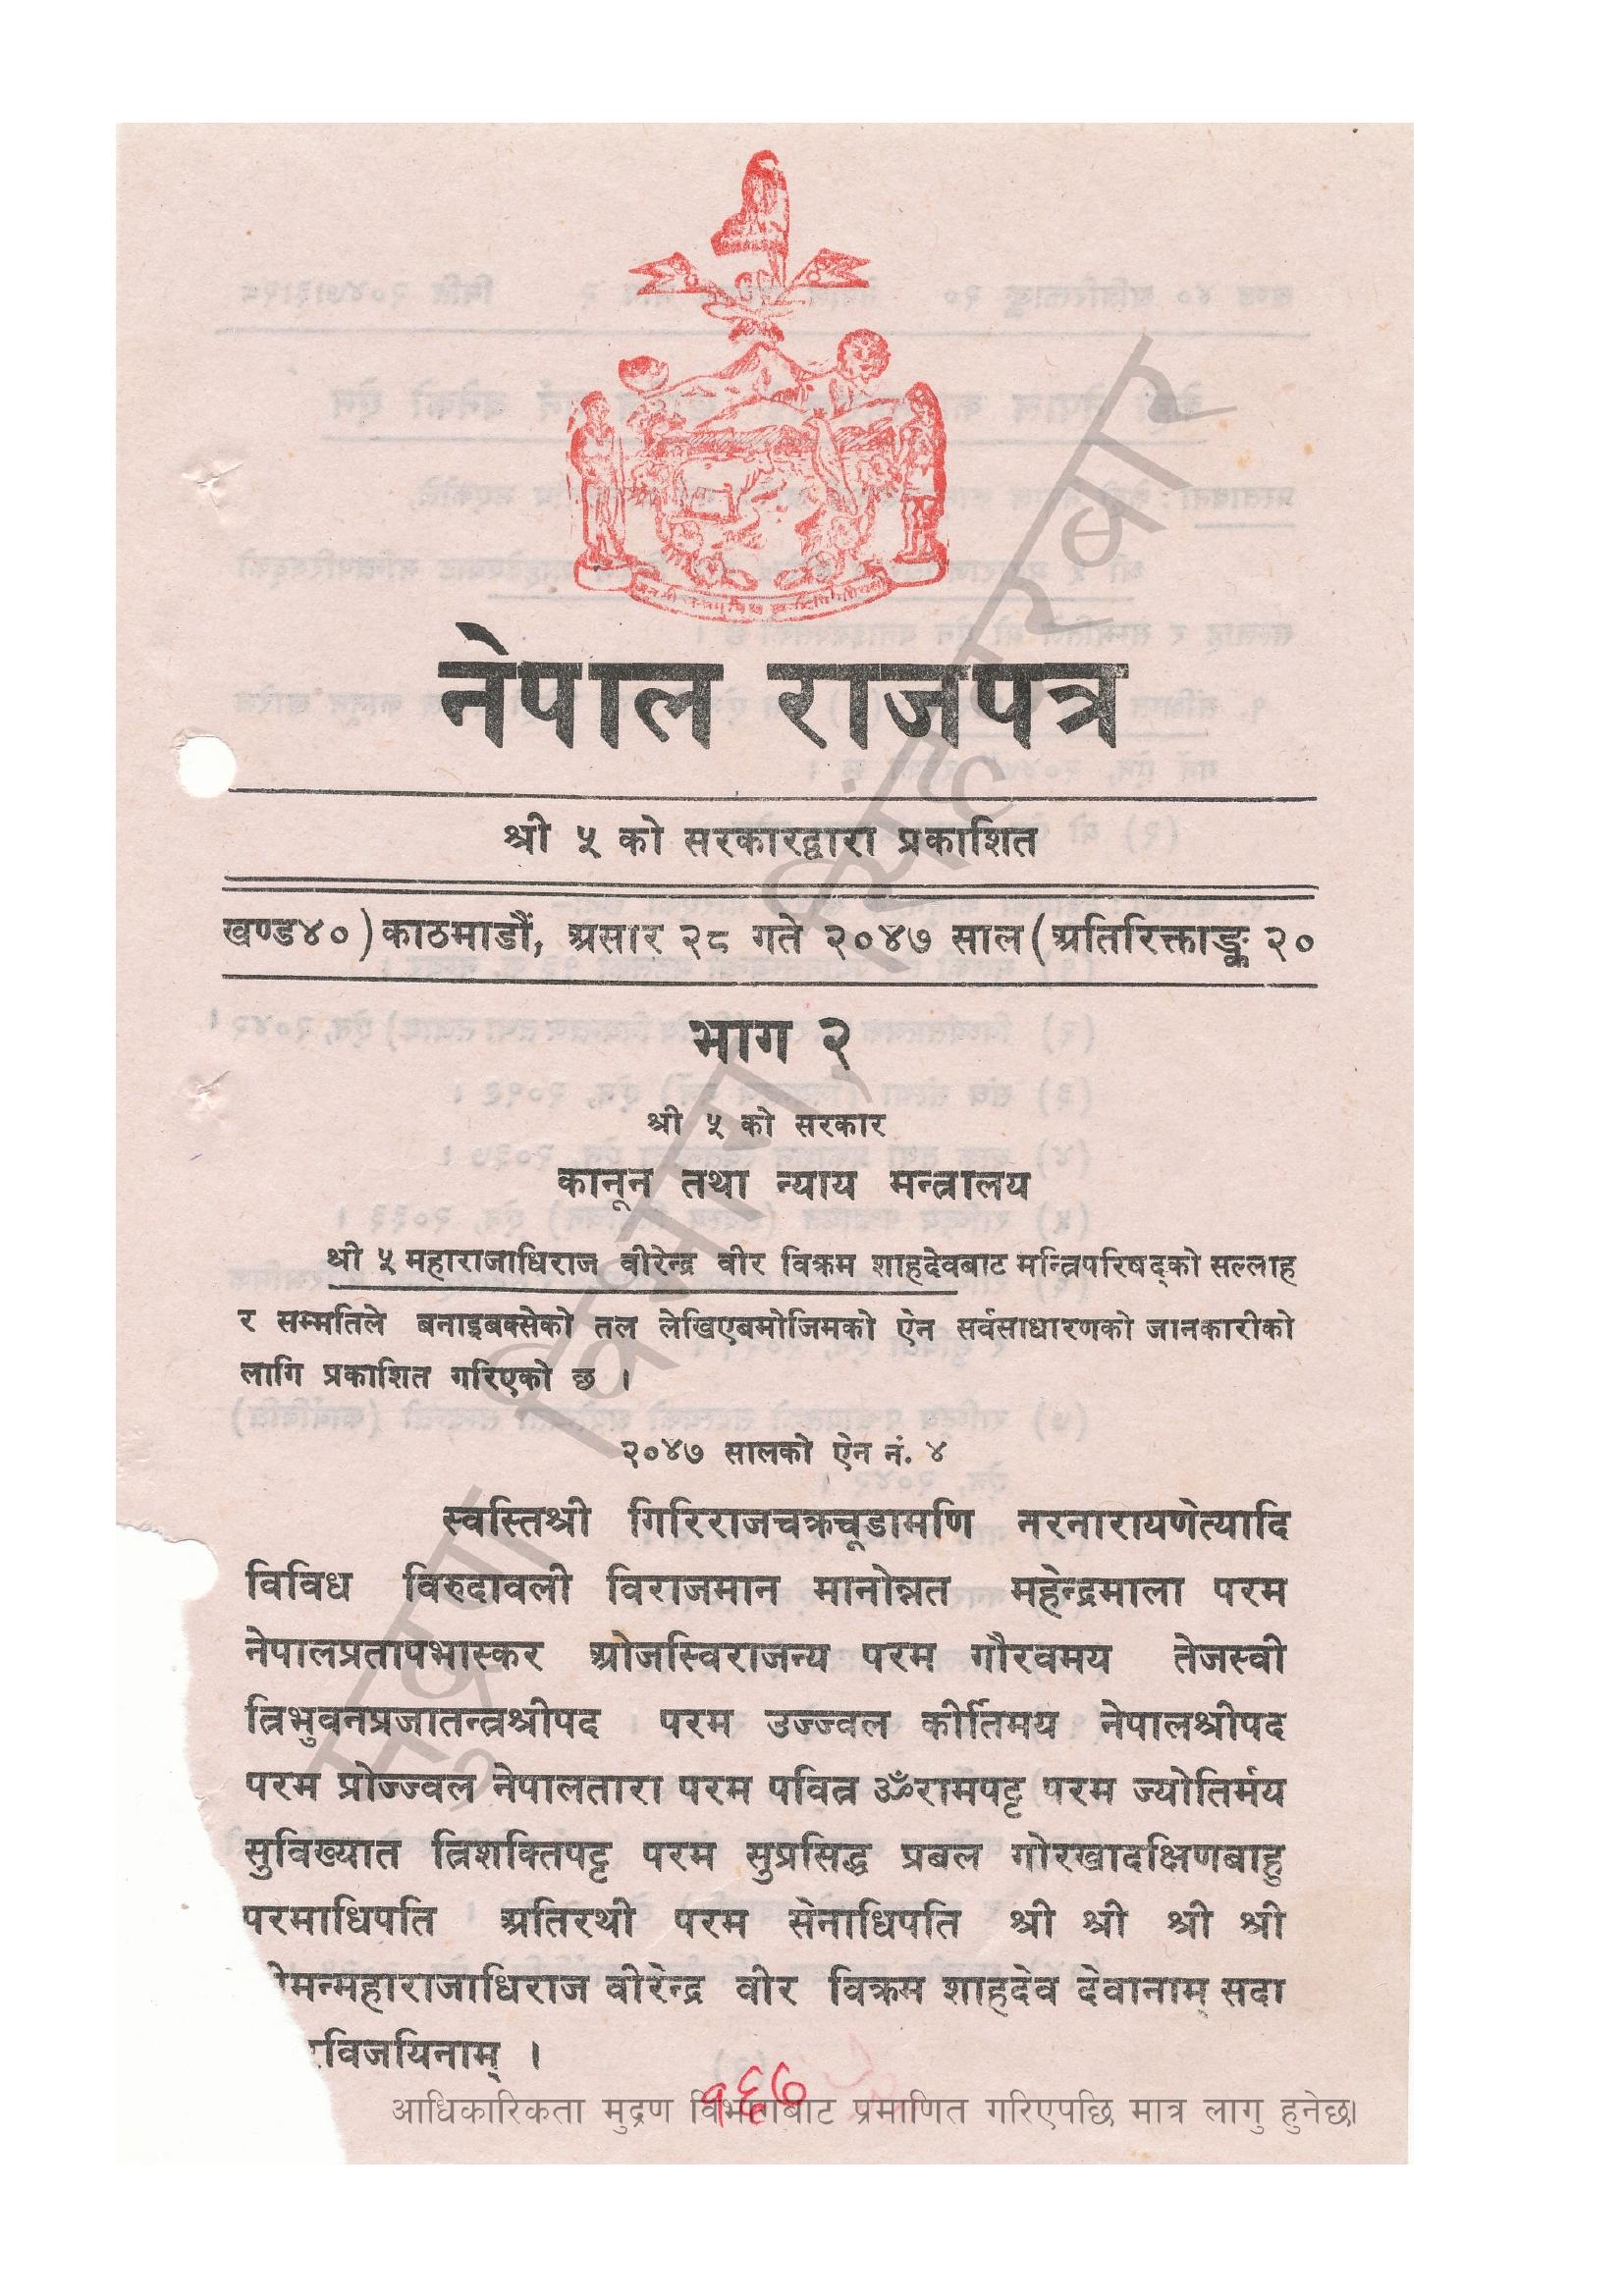 नेपाल राजपत्र
श्री ५ को सरकारद्वारा प्रकाशित
खण्ड४०) काठमाडौं, असार २८ गते २०४७ साल (अतिरिक्ताङ्क २०
भाग २
श्री ५ को सरकार
कानून तथा न्याय मन्त्रालय
श्री ५ महाराजाधिराज वीरेन्द्र वीर विक्रम शाहदेवबाट मन्त्रिपरिषद्को सल्लाह
र सम्मतिले बनाइबक्सेको तल लेखिएबमोजिमको ऐन सर्वसाधारणको जानकारीको
लागि प्रकाशित गरिएको छ ।
२०४७ सालको ऐन नं. ४
स्वस्तिश्री गिरिराजचक्रचूडामणि नरनारायणेत्यादि
विविध विरुदावली विराजमान मानोन्नत महेन्द्रमाला परम
नेपालप्रतापभास्कर ओजस्विराजन्य परम गौरवमय तेजस्वी
त्रिभुवनप्रजातन्त्रश्रीपद परम उज्ज्वल कीर्तिमय नेपालश्रीपद
परम प्रोज्ज्वल नेपालतारा परम पवित्र ॐरामपट्ट परम ज्योतिर्मय
सुविख्यात त्रिशक्तिपट्ट परम सुप्रसिद्ध प्रबल गोरखादक्षिणबाहु
परमाधिपति अतिरथी परम सेनाधिपति श्री श्री श्री श्री
मन्महाराजाधिराज वीरेन्द्र वीर विक्रम शाहदेव देवानाम् सदा
विजयिनाम् ।
१६७
आधिकारिकता मुद्रण विभागबाट प्रमाणित गरिएपछि मात्र लागु हुनेछ।
मुद्रण विभाग, सिंहदरबार